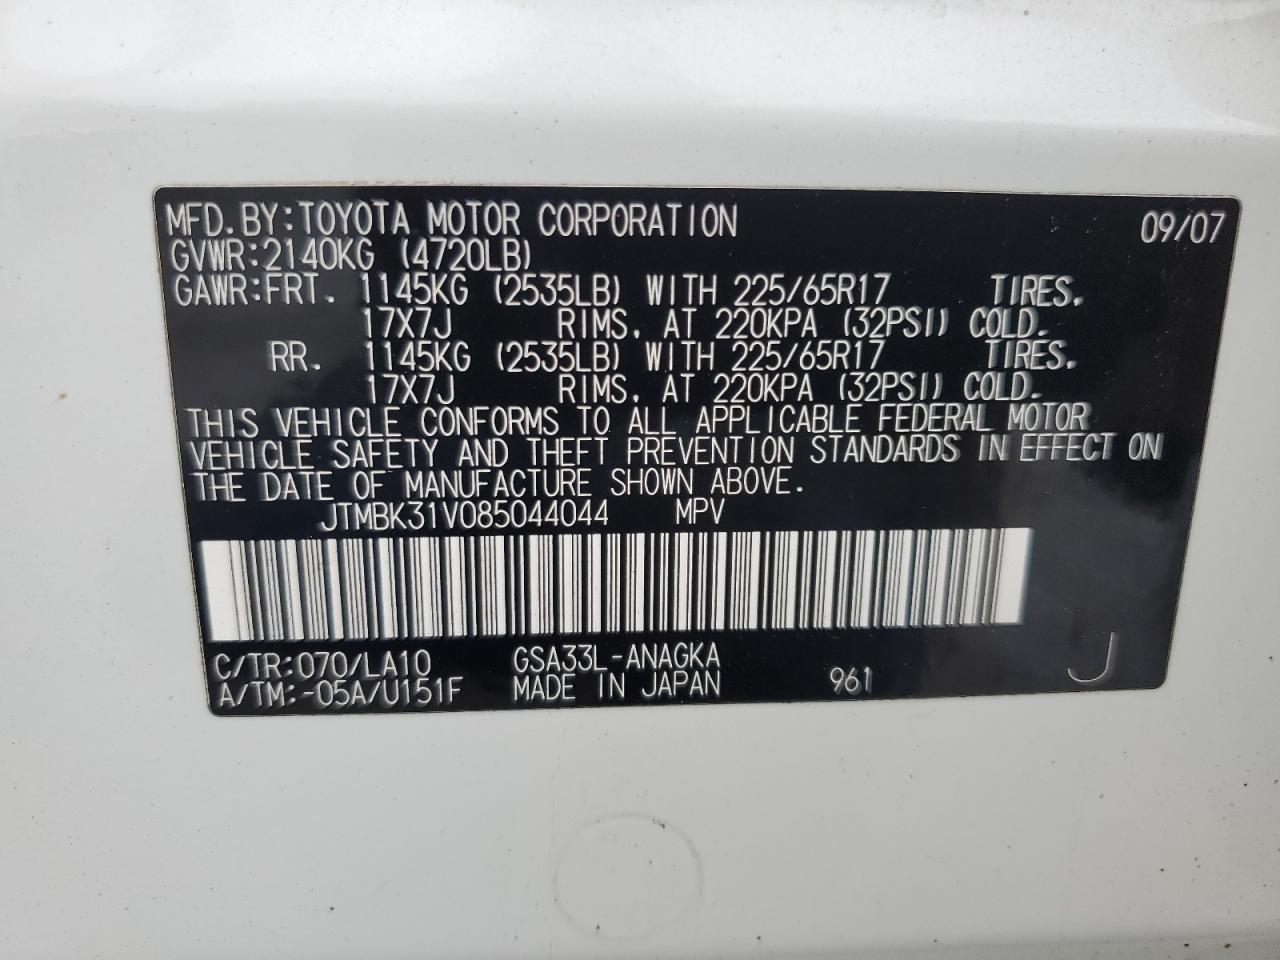 MFD.BY:TOYOTA MOTOR CORPORATION 09/07
GVWR:2140KG (4720LB)
GAWR:FRT. 1145KG (2535LB) WITH 225/65R17 TIRES.
17X7J RIMS, AT 220KPA (32PSI) COLD.
RR. 1145KG (2535LB) WITH 225/65R17 TIRES.
17X7J RIMS, AT 220KPA (32PSI) COLD.
THIS VEHICLE CONFORMS TO ALL APPLICABLE FEDERAL MOTOR
VEHICLE SAFETY AND THEFT PREVENTION STANDARDS IN EFFECT ON
THE DATE OF MANUFACTURE SHOWN ABOVE.
JTMBK31V085044044 MPV
C/TR:070/LA10 GSA33L-ANAGKA
A/TM:-05A/U151F MADE IN JAPAN 961 J